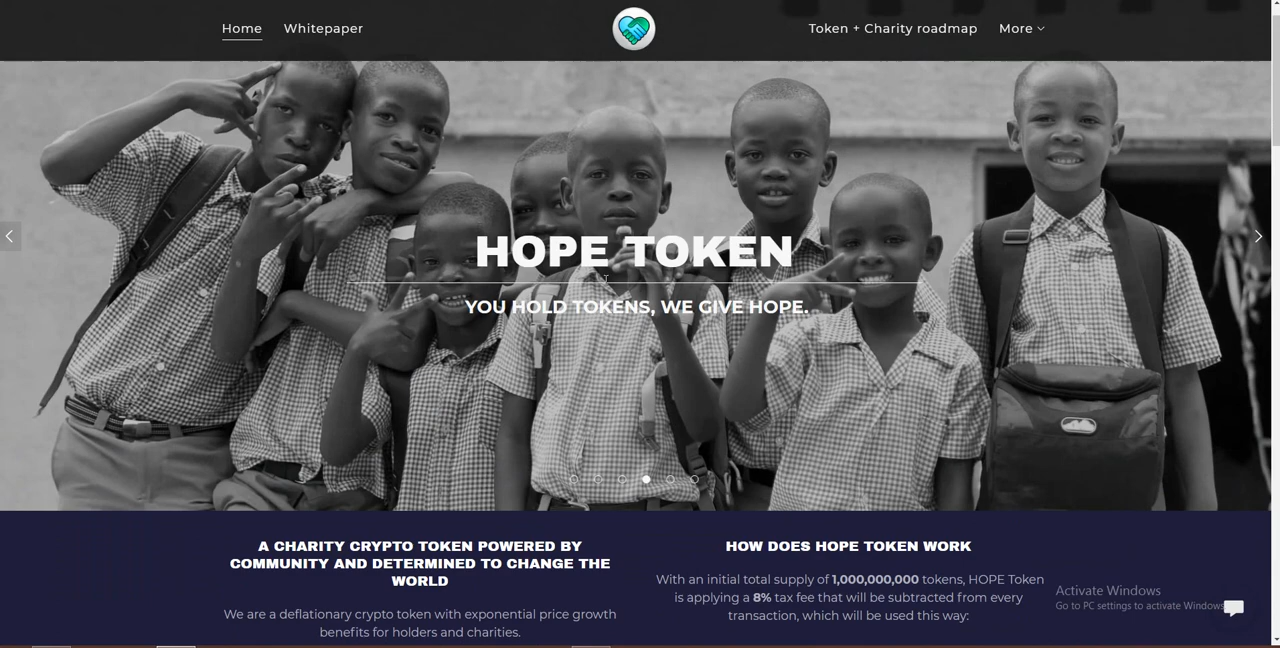 Home
Whitepaper
Token + Charity roadmap
More
HOPE TOKEN
YOU HOLD TOKENS, WE GIVE HOPE.
A CHARITY CRYPTO TOKEN POWERED BY
COMMUNITY AND DETERMINED TO CHANGE THE
WORLD
We are a deflationary crypto token with exponential price growth
benefits for holders and charities.
HOW DOES HOPE TOKEN WORK
With an initial total supply of 1,000,000,000 tokens, HOPE Token
is applying a 8% tax fee that will be subtracted from every
transaction, which will be used this way:
Activate Windows
Go to PC settings to activate Windows